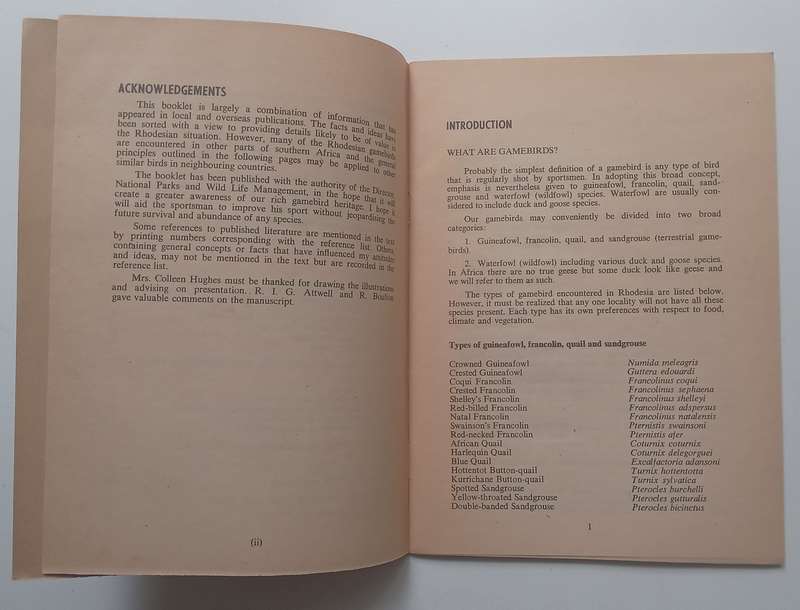 ACKNOWLEDGEMENTS
This booklet is largely a combination of information that has
appeared in local and overseas publications. The facts and ideas have
been sorted with a view to providing details likely to be of value to
the Rhodesian situation. However, many of the Rhodesian gamebirds
are encountered in other parts of southern Africa and the general
principles outlined in the following pages may be applied to other
similar birds in neighbouring countries.
The booklet has been published with the authority of the Director,
National Parks and Wild Life Management, in the hope that it will
create a greater awareness of our rich gamebird heritage. I hope it
will aid the sportsman to improve his sport without jeopardising the
future survival and abundance of any species.
Some references to published literature are mentioned in the text
by printing numbers corresponding with the reference list. Others,
containing general concepts or facts that have influenced my attitudes
and ideas, may not be mentioned in the text but are recorded in the
reference list.
Mrs. Colleen Hughes must be thanked for drawing the illustrations
and advising on presentation. R. I. G. Attwell and R. Boulton
gave valuable comments on the manuscript.
(ii)
INTRODUCTION
WHAT ARE GAMEBIRDS?
Probably the simplest definition of a gamebird is any type of bird
that is regularly shot by sportsmen. In adopting this broad concept,
emphasis is nevertheless given to guineafowl, francolin, quail, sand-
grouse and waterfowl (wildfowl) species. Waterfowl are usually con-
sidered to include duck and goose species.
Our gamebirds may conveniently be divided into two broad
categories:
1. Guineafowl, francolin, quail, and sandgrouse (terrestrial game-
birds).
2. Waterfowl (wildfowl) including various duck and goose species.
In Africa there are no true geese but some duck look like geese and
we will refer to them as such.
The types of gamebird encountered in Rhodesia are listed below.
However, it must be realized that any one locality will not have all these
species present. Each type has its own preferences with respect to food,
climate and vegetation.
Types of guineafowl, francolin, quail and sandgrouse
Crowned Guineafowl Numida meleagris
Crested Guineafowl Guttera edouardi
Coqui Francolin Francolinus coqui
Crested Francolin Francolinus sephaena
Shelley's Francolin Francolinus shelleyi
Red-billed Francolin Francolinus adspersus
Natal Francolin Francolinus natalensis
Swainson's Francolin Pternistis swainsoni
Red-necked Francolin Pternistis afer
African Quail Coturnix coturnix
Harlequin Quail Coturnix delegorguei
Blue Quail Excalfactoria adansoni
Hottentot Button-quail Turnix hottentotta
Kurrichane Button-quail Turnix sylvatica
Spotted Sandgrouse Pterocles burchelli
Yellow-throated Sandgrouse Pterocles gutturalis
Double-banded Sandgrouse Pterocles bicinctus
1